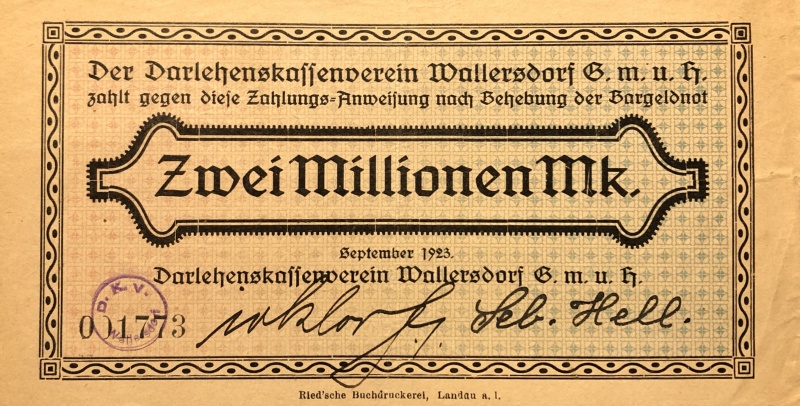 Der Darlehenskassenverein Wallersdorf G. m. u. H.
zahlt gegen diese Zahlungs-Anweisung nach Behebung der Bargeldnot
Zwei Millionen Mk.
September 1923.
Darlehenskassenverein Wallersdorf G. m. u. H.
D. K. V.
Wallersdorf
001773
Seb. Hell.
Ried'sche Buchdruckerei, Landau a. I.